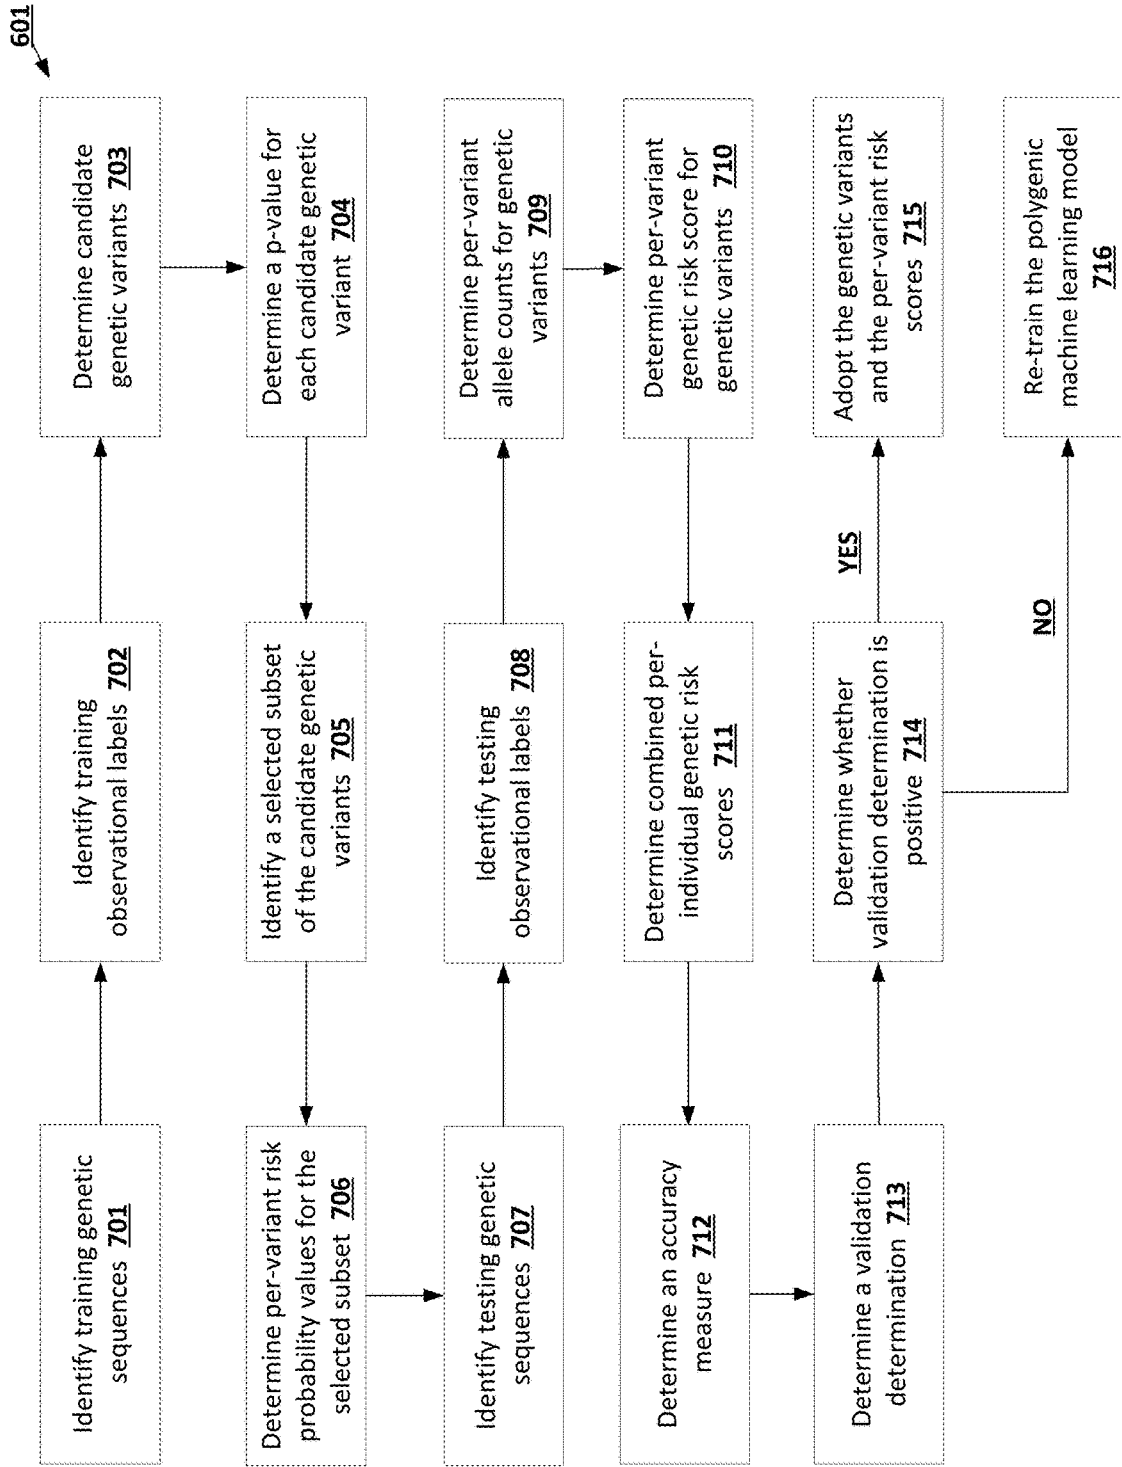 601
Identify training genetic
sequences 701
Identify training
observational labels 702
Determine candidate
genetic variants 703
Determine a p-value for
each candidate genetic
variant 704
Identify a selected subset
of the candidate genetic
variants 705
Determine per-variant risk
probability values for the
selected subset 706
Identify testing genetic
sequences 707
Identify testing
observational labels 708
Determine per-variant
allele counts for genetic
variants 709
Determine per-variant
genetic risk score for
genetic variants 710
Determine combined per-
individual genetic risk
scores 711
Determine an accuracy
measure 712
Determine a validation
determination 713
Determine whether
validation determination is
positive 714
YES
Adopt the genetic variants
and the per-variant risk
scores 715
NO
Re-train the polygenic
machine learning model
716